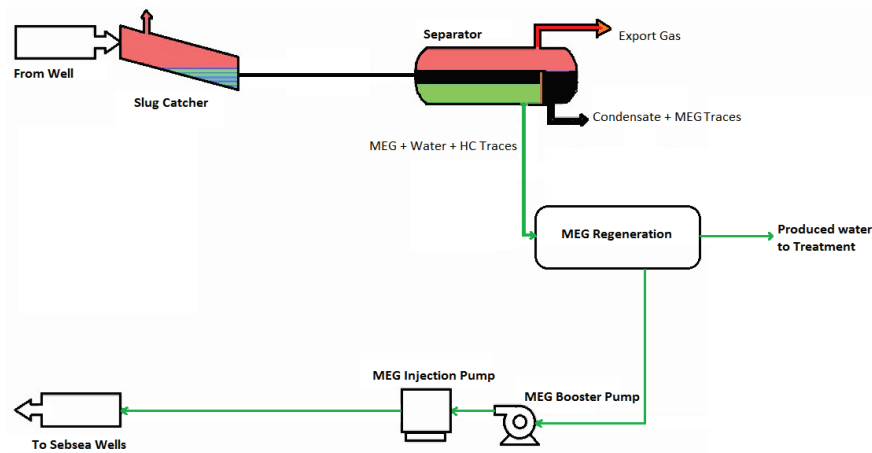 Separator
Export Gas
From Well
Slug Catcher
Condensate + MEG Traces
MEG + Water + HC Traces
MEG Regeneration
Produced water
to Treatment
MEG Injection Pump
MEG Booster Pump
To Sebsea Wells